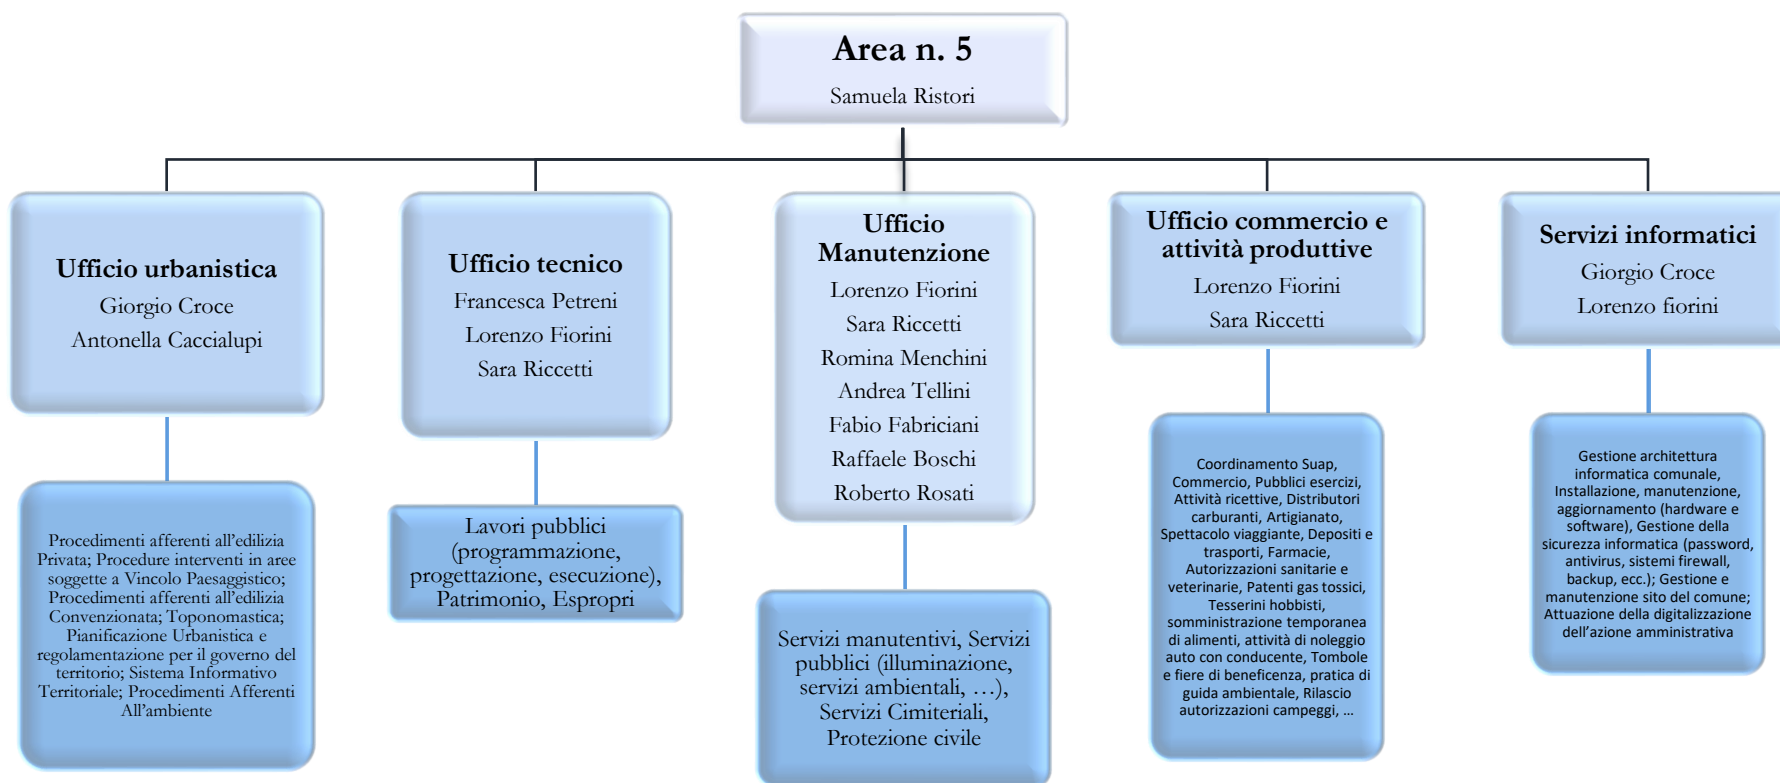 Area n. 5
Samuela Ristori
Ufficio urbanistica
Giorgio Croce
Antonella Caccialupi
Ufficio tecnico
Francesca Petreni
Lorenzo Fiorini
Sara Riccetti
Ufficio
Manutenzione
Lorenzo Fiorini
Sara Riccetti
Romina Menchini
Andrea Tellini
Fabio Fabriciani
Raffaele Boschi
Roberto Rosati
Ufficio commercio e
attività produttive
Lorenzo Fiorini
Sara Riccetti
Servizi informatici
Giorgio Croce
Lorenzo fiorini
Procedimenti afferenti all’edilizia
Privata; Procedure interventi in aree
soggette a Vincolo Paesaggistico;
Procedimenti afferenti all’edilizia
Convenzionata; Toponomastica;
Pianificazione Urbanistica e
regolamentazione per il governo del
territorio; Sistema Informativo
Territoriale; Procedimenti Afferenti
All’ambiente
Lavori pubblici
(programmazione,
progettazione, esecuzione),
Patrimonio, Espropri
Servizi manutentivi, Servizi
pubblici (illuminazione,
servizi ambientali, …),
Servizi Cimiteriali,
Protezione civile
Coordinamento Suap,
Commercio, Pubblici esercizi,
Attività ricettive, Distributori
carburanti, Artigianato,
Spettacolo viaggiante, Depositi e
trasporti, Farmacie,
Autorizzazioni sanitarie e
veterinarie, Patenti gas tossici,
Tesserini hobbisti,
somministrazione temporanea
di alimenti, attività di noleggio
auto con conducente, Tombole
e fiere di beneficenza, pratica di
guida ambientale, Rilascio
autorizzazioni campeggi, …
Gestione architettura
informatica comunale,
Installazione, manutenzione,
aggiornamento (hardware e
software), Gestione della
sicurezza informatica (password,
antivirus, sistemi firewall,
backup, ecc.); Gestione e
manutenzione sito del comune;
Attuazione della digitalizzazione
dell’azione amministrativa